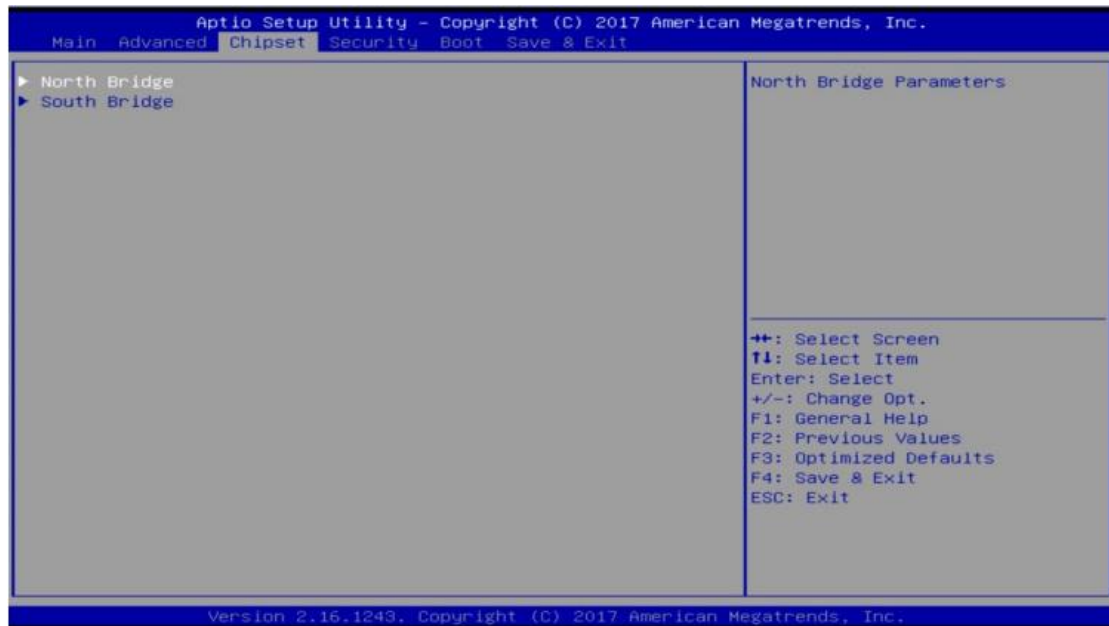 Aptio Setup Utility – Copyright (C) 2017 American Megatrends, Inc.
Main Advanced Chipset Security Boot Save & Exit
► North Bridge
► South Bridge
North Bridge Parameters
→←: Select Screen
↑↓: Select Item
Enter: Select
+/-: Change Opt.
F1: General Help
F2: Previous Values
F3: Optimized Defaults
F4: Save & Exit
ESC: Exit
Version 2.16.1243. Copyright (C) 2017 American Megatrends, Inc.